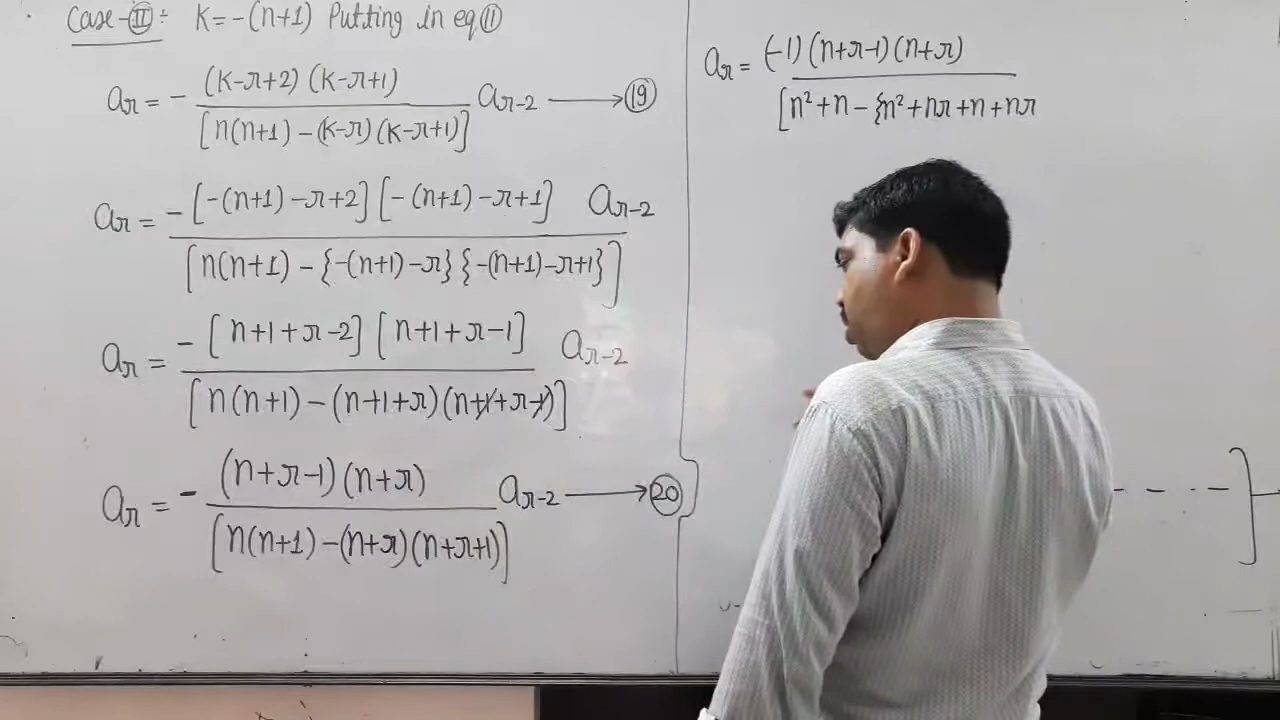 Case-II:- K=-(n+1) Putting in eq 11
ar = - (K-r+2)(K-r+1) / [n(n+1)-(K-r)(K-r+1)] ar-2 → 19
ar = -[-(n+1)-r+2][-(n+1)-r+1] / [n(n+1)-{-(n+1)-r}{-(n+1)-r+1}] ar-2
ar = -[n+1+r-2][n+1+r-1] / [n(n+1)-(n+1+r)(n+1+r-1)] ar-2
ar = - (n+r-1)(n+r) / [n(n+1)-(n+r)(n+r+1)] ar-2 → 20
ar = (-1)(n+r-1)(n+r) / [n²+n-{n²+nr+n+nr